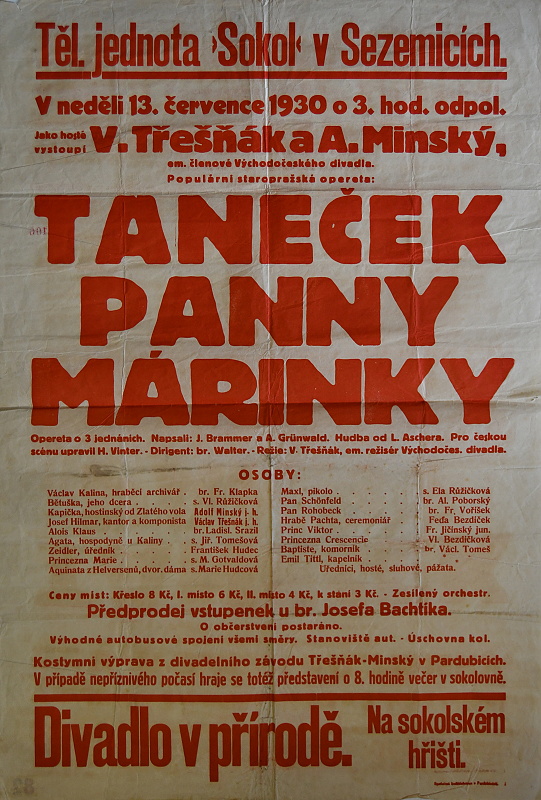 Těl. jednota ›Sokol‹ v Sezemicích.
V neděli 13. července 1930 o 3. hod. odpol.
Jako hosté vystoupí V. Třešňák a A. Minský,
em. členové Východočeského divadla.
Populární staropražská opereta:
TANEČEK
PANNY
MÁRINKY
Opereta o 3 jednáních. Napsali: J. Brammer a A. Grünwald. Hudba od L. Aschera. Pro českou
scénu upravil H. Vinter. - Dirigent: br. Walter. - Režie: V. Třešňák, em. režisér Východočes. divadla.
OSOBY:
Václav Kalina, hraběcí archivář . br. Fr. Klapka
Bětuška, jeho dcera . s. Vl. Růžičková
Kapička, hostinský od Zlatého vola Adolf Minský j. h.
Josef Hilmar, kantor a komponista Václav Třešňák j. h.
Alois Klaus . br. Ladisl. Srazil
Agata, hospodyně u Kaliny . s. Jiř. Tomešová
Zeidler, úředník . František Hudec
Princezna Marie . s. M. Gotvaldová
Aquinata z Helversenů, dvor. dáma s. Marie Hudcová
Maxl, pikolo . s. Ela Růžičková
Pan Schönfeld . br. Al. Poborský
Pan Rohobeck . br. Fr. Voříšek
Hrabě Pachta, ceremoniář . Feďa Bezdíček
Princ Viktor . Fr. Jičinský jun.
Princezna Crescencie . Vl. Bezdíčková
Baptiste, komorník . br. Václ. Tomeš
Emil Tittl, kapelník
Úředníci, hosté, sluhové, pážata.
Ceny míst: Křeslo 8 Kč, I. místo 6 Kč, II. místo 4 Kč, k stání 3 Kč. - Zesílený orchestr.
Předprodej vstupenek u br. Josefa Bachtíka.
O občerstvení postaráno.
Výhodné autobusové spojení všemi směry. Stanoviště aut. - Úschovna kol.
Kostymní výprava z divadelního závodu Třešňák-Minský v Pardubicích.
V případě nepříznivého počasí hraje se totéž představení o 8. hodině večer v sokolovně.
Divadlo v přírodě. Na sokolském
hřišti.